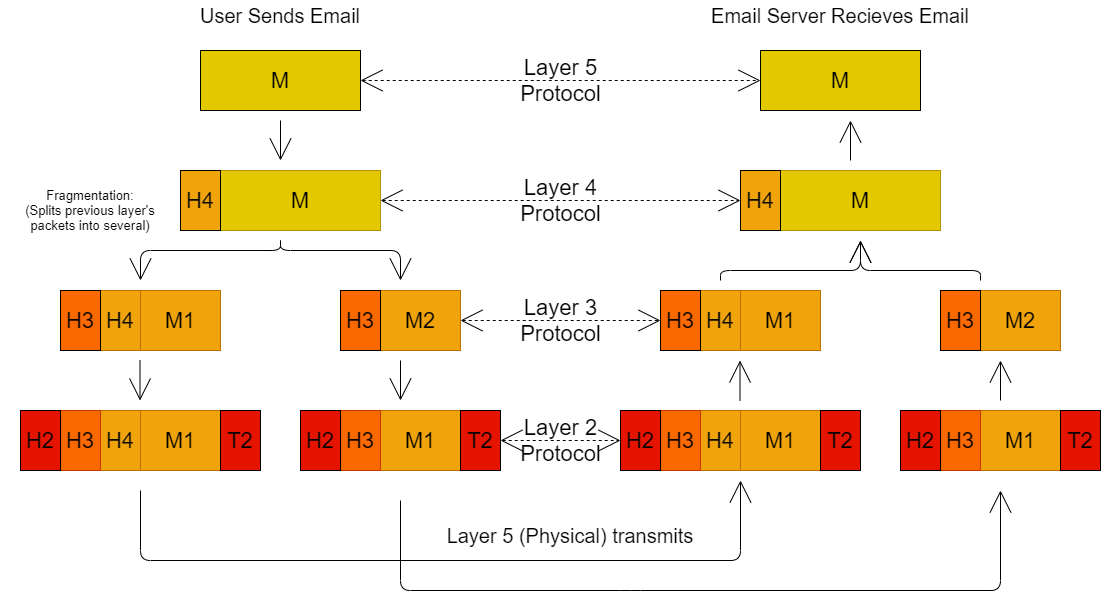 User Sends Email
Email Server Recieves Email
M
Layer 5
Protocol
M
H4
M
Layer 4
Protocol
H4
M
Fragmentation:
(Splits previous layer's
packets into several)
H3
H4
M1
H3
M2
Layer 3
Protocol
H3
H4
M1
H3
M2
H2
H3
H4
M1
T2
H2
H3
M1
T2
Layer 2
Protocol
H2
H3
H4
M1
T2
H2
H3
M1
T2
Layer 5 (Physical) transmits